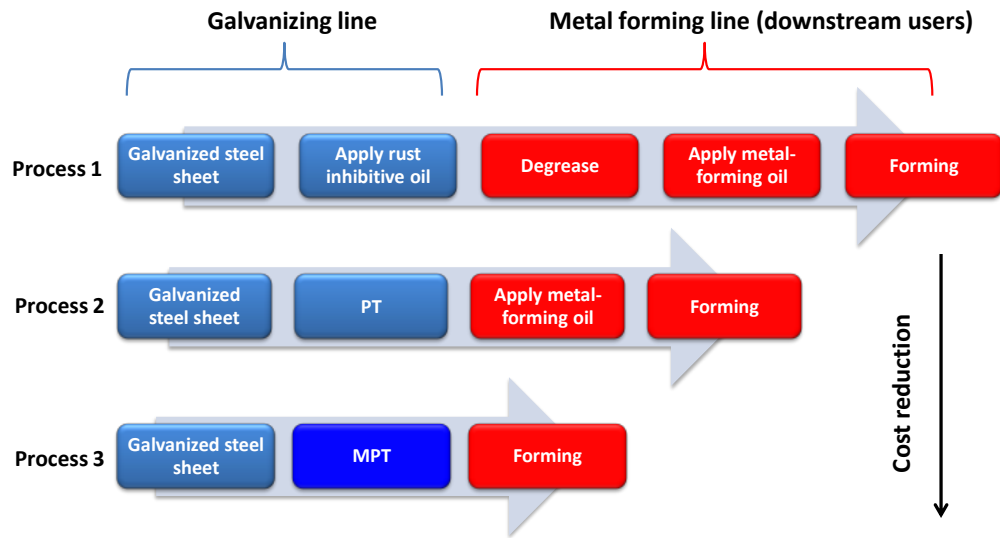 Galvanizing line
Metal forming line (downstream users)
Process 1
Galvanized steel
sheet
Apply rust
inhibitive oil
Degrease
Apply metal-
forming oil
Forming
Process 2
Galvanized
steel sheet
PT
Apply metal-
forming oil
Forming
Process 3
Galvanized steel
sheet
MPT
Forming
Cost reduction